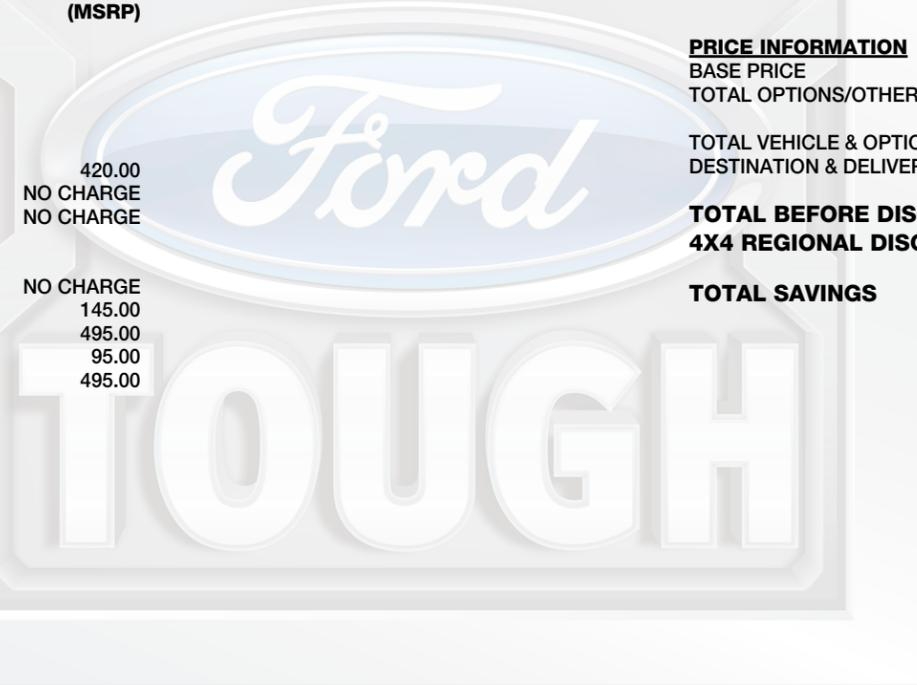 (MSRP)
420.00
NO CHARGE
NO CHARGE
NO CHARGE
145.00
495.00
95.00
495.00
PRICE INFORMATION
BASE PRICE
TOTAL OPTIONS/OTHER
TOTAL VEHICLE & OPTIO
DESTINATION & DELIVER
TOTAL BEFORE DIS
4X4 REGIONAL DISC
TOTAL SAVINGS
Ford
TOUGH